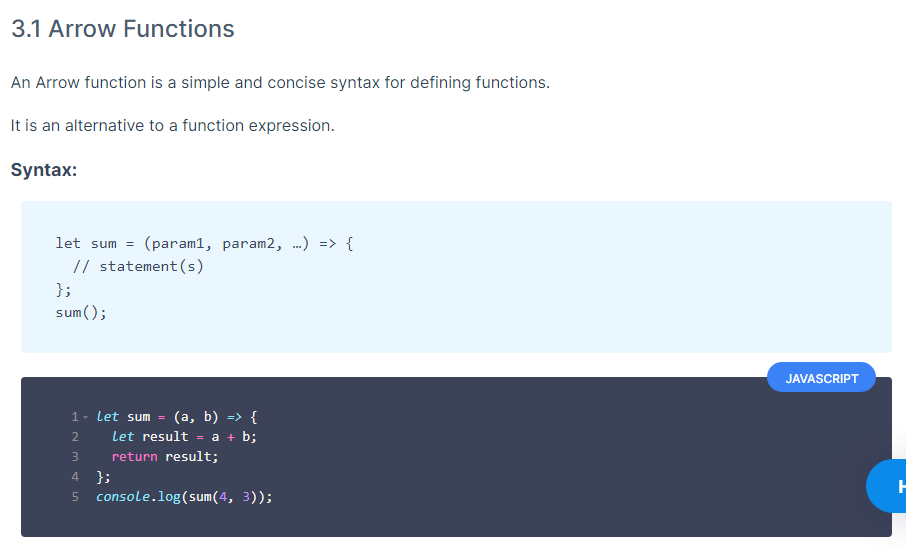 3.1 Arrow Functions
An Arrow function is a simple and concise syntax for defining functions.
It is an alternative to a function expression.
Syntax:
let sum = (param1, param2, …) => {
  // statement(s)
};
sum();
JAVASCRIPT
1 let sum = (a, b) => {
2   let result = a + b;
3   return result;
4 };
5 console.log(sum(4, 3));
H